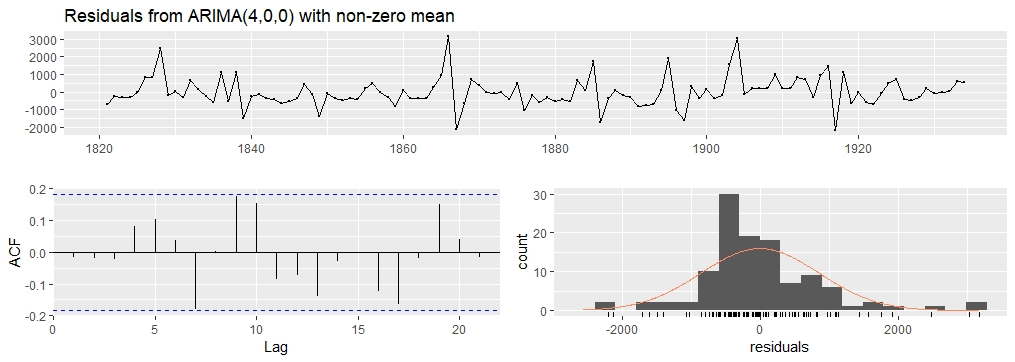 Residuals from ARIMA(4,0,0) with non-zero mean
3000
2000
1000
0
-1000
-2000
1820 1840 1860 1880 1900 1920
0.2
0.1
0.0
-0.1
-0.2
ACF
0 5 10 15 20
Lag
30
20
10
0
count
-2000 0 2000
residuals